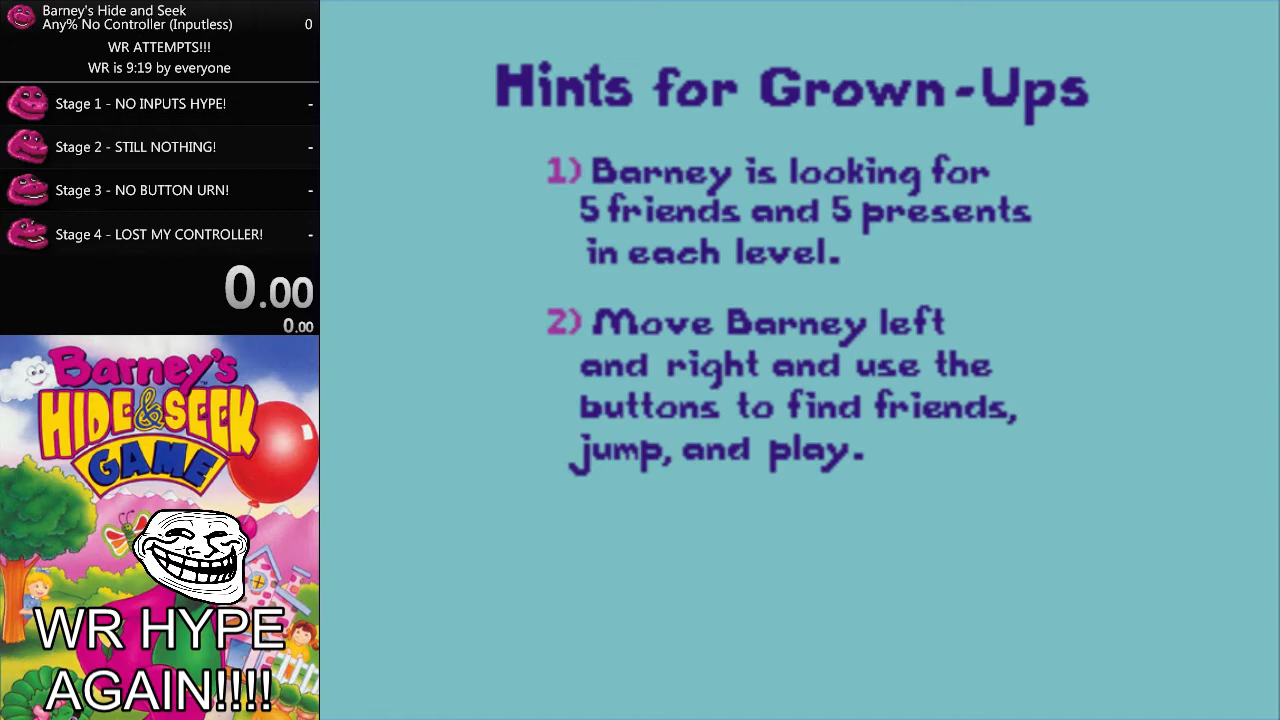 Barney's Hide and Seek
Any% No Controller (Inputless)
0
WR ATTEMPTS!!!
WR is 9:19 by everyone
Stage 1 - NO INPUTS HYPE! -
Stage 2 - STILL NOTHING! -
Stage 3 - NO BUTTON URN! -
Stage 4 - LOST MY CONTROLLER! -
0.00
0.00
Barney's
HIDE & SEEK
GAME
WR HYPE
AGAIN!!!!
Hints for Grown-Ups
1) Barney is looking for
5 friends and 5 presents
in each level.
2) Move Barney left
and right and use the
buttons to find friends,
jump, and play.